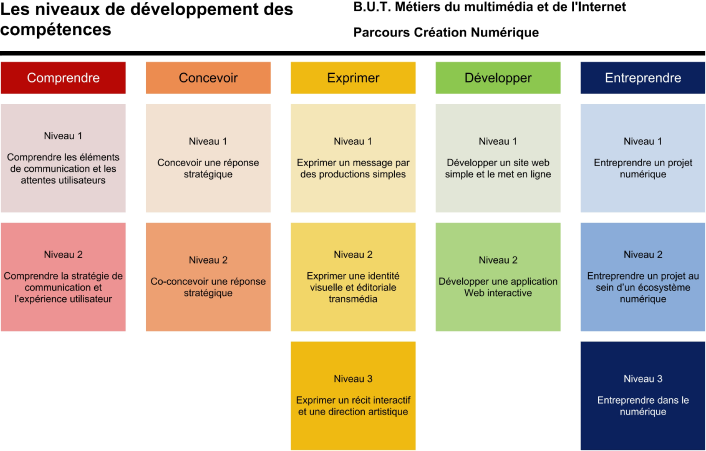 Les niveaux de développement des
compétences
B.U.T. Métiers du multimédia et de l'Internet
Parcours Création Numérique
Comprendre
Concevoir
Exprimer
Développer
Entreprendre
Niveau 1
Comprendre les éléments
de communication et les
attentes utilisateurs
Niveau 1
Concevoir une réponse
stratégique
Niveau 1
Exprimer un message par
des productions simples
Niveau 1
Développer un site web
simple et le met en ligne
Niveau 1
Entreprendre un projet
numérique
Niveau 2
Comprendre la stratégie de
communication et
l'expérience utilisateur
Niveau 2
Co-concevoir une réponse
stratégique
Niveau 2
Exprimer une identité
visuelle et éditoriale
transmédia
Niveau 2
Développer une application
Web interactive
Niveau 2
Entreprendre un projet au
sein d'un écosystème
numérique
Niveau 3
Exprimer un récit interactif
et une direction artistique
Niveau 3
Entreprendre dans le
numérique